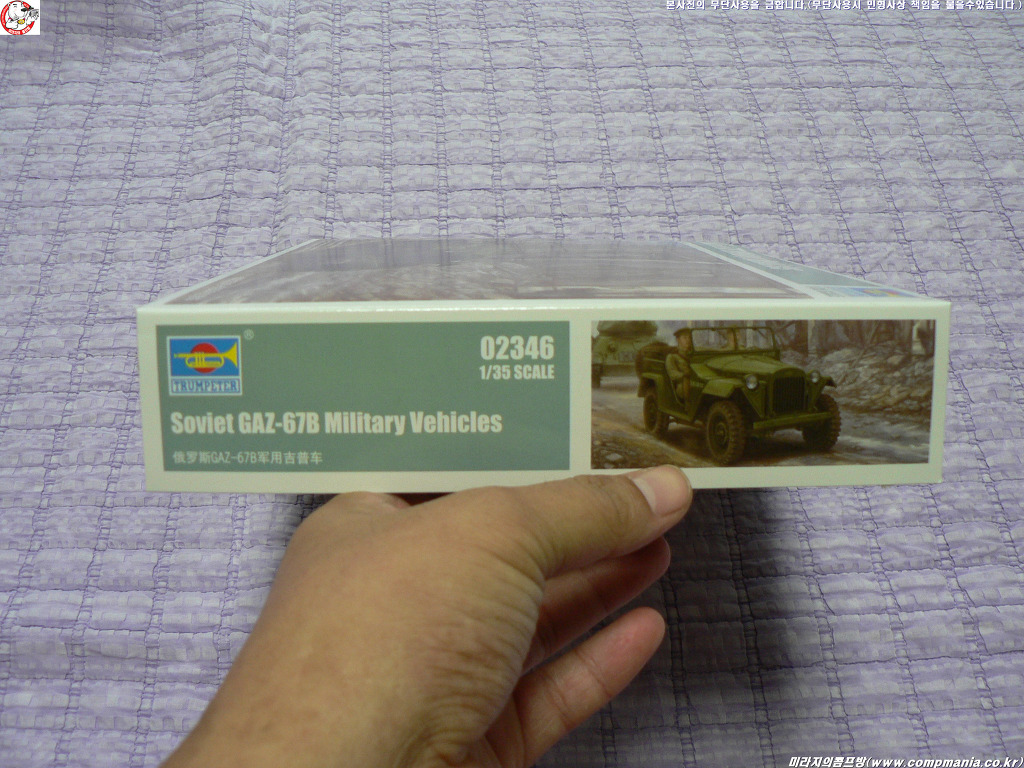 본사진의 무단사용을 금합니다.(무단사용시 민형사상 책임을 물을수있습니다.)
02346
1/35 SCALE
®
TRUMPETER
Soviet GAZ-67B Military Vehicles
俄罗斯GAZ-67B军用吉普车
미라지의콤프방(www.compmania.co.kr)